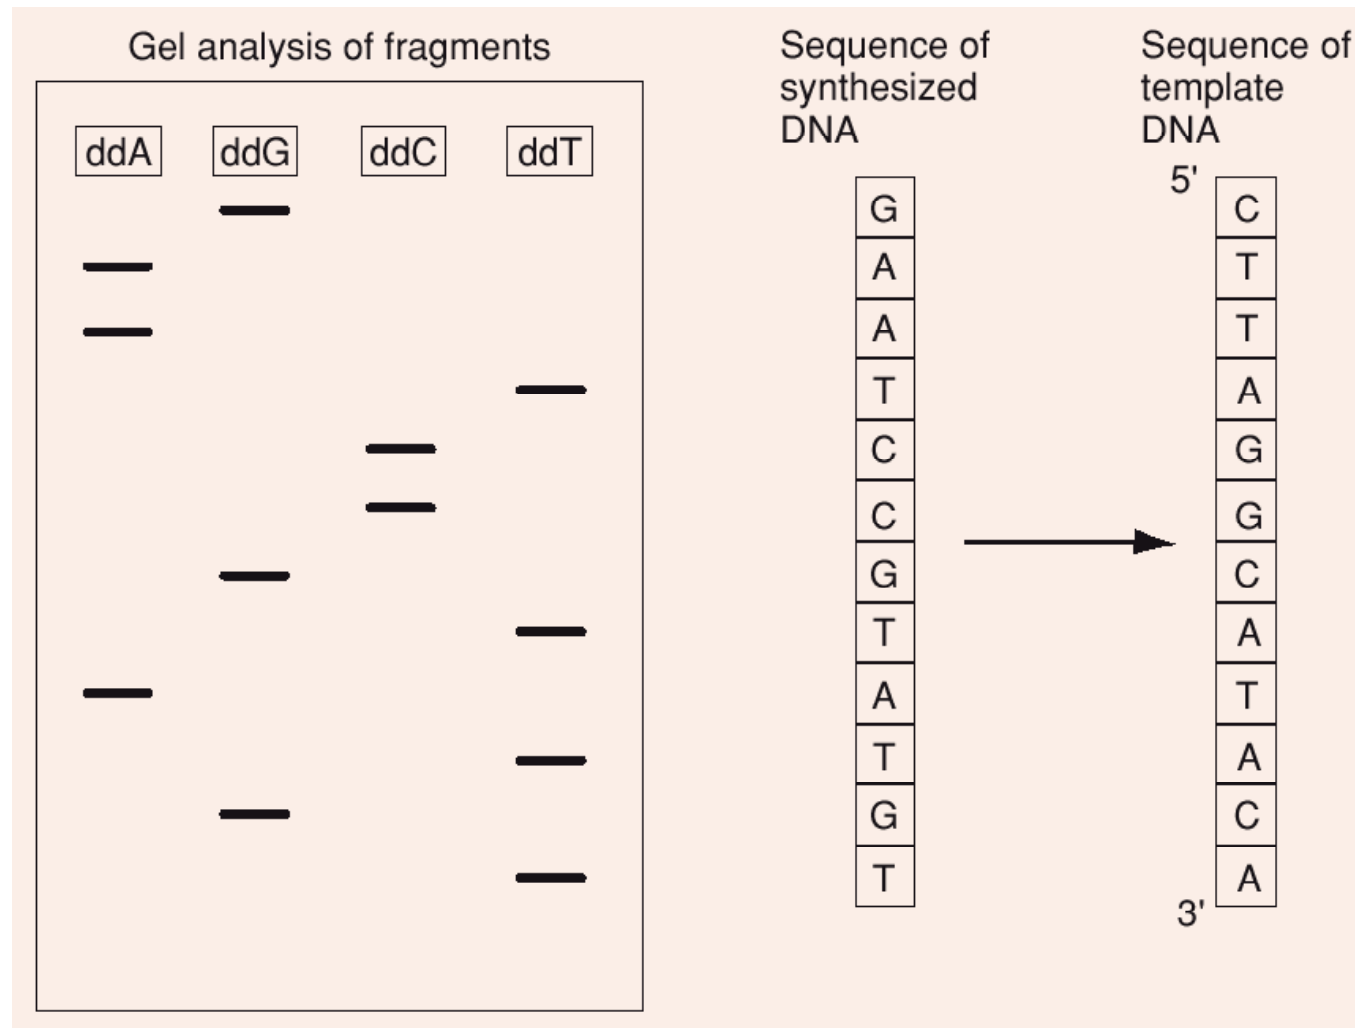 Gel analysis of fragments
ddA ddG ddC ddT
Sequence of
synthesized
DNA
G
A
A
T
C
C
G
T
A
T
G
T
Sequence of
template
DNA
5'
C
T
T
A
G
G
C
A
T
A
C
A
3'